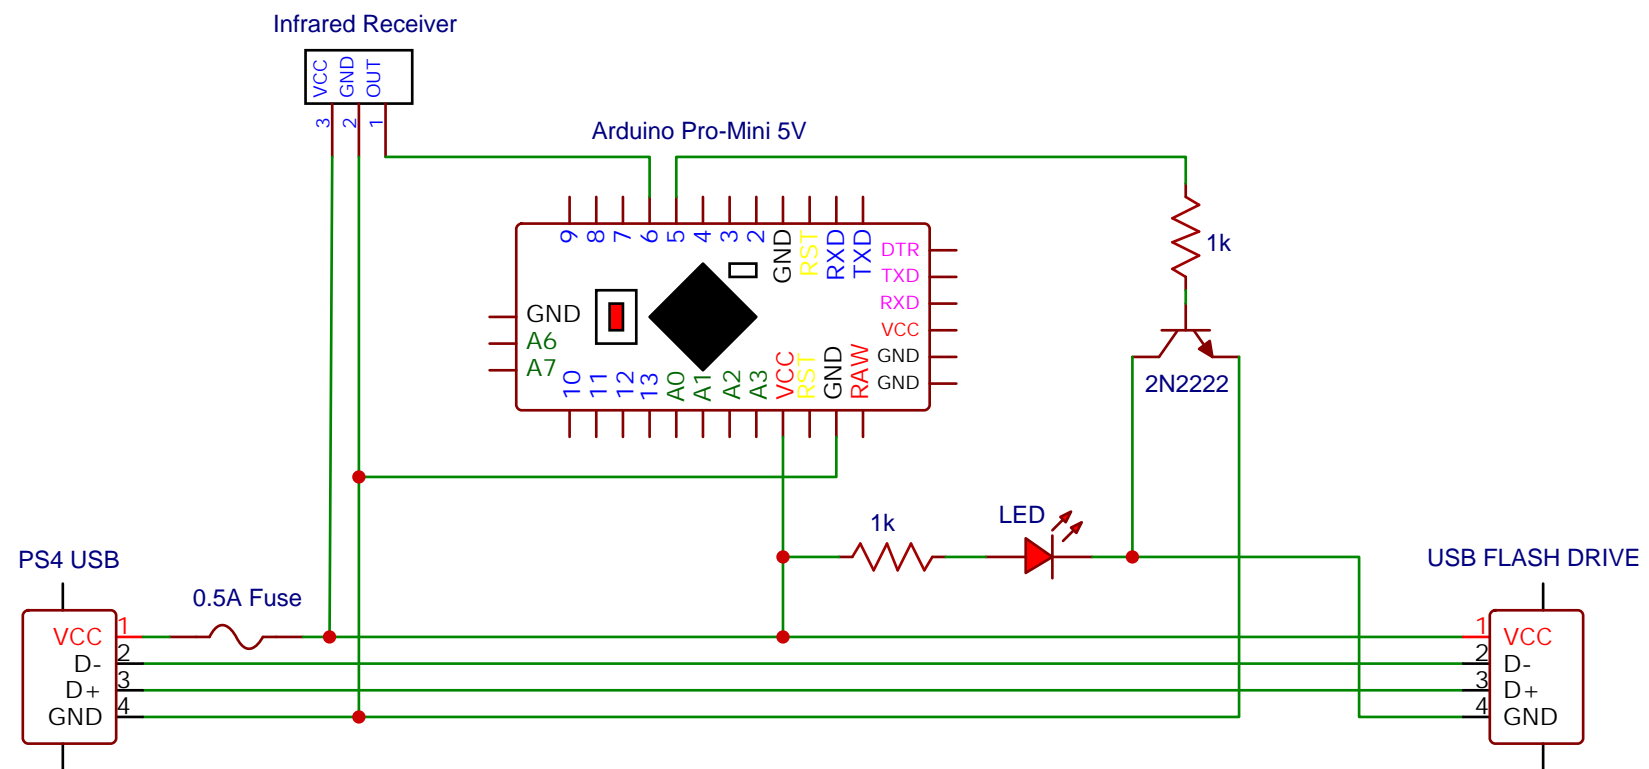 Infrared Receiver
VCC
GND
OUT
3
2
1
Arduino Pro-Mini 5V
9
8
7
6
5
4
3
2
GND
RST
RXD
TXD
DTR
TXD
RXD
VCC
GND
GND
GND
A6
A7
10
11
12
13
A0
A1
A2
A3
VCC
RST
GND
RAW
1k
2N2222
1k
LED
PS4 USB
0.5A Fuse
VCC 1
D- 2
D+ 3
GND 4
USB FLASH DRIVE
1 VCC
2 D-
3 D+
4 GND